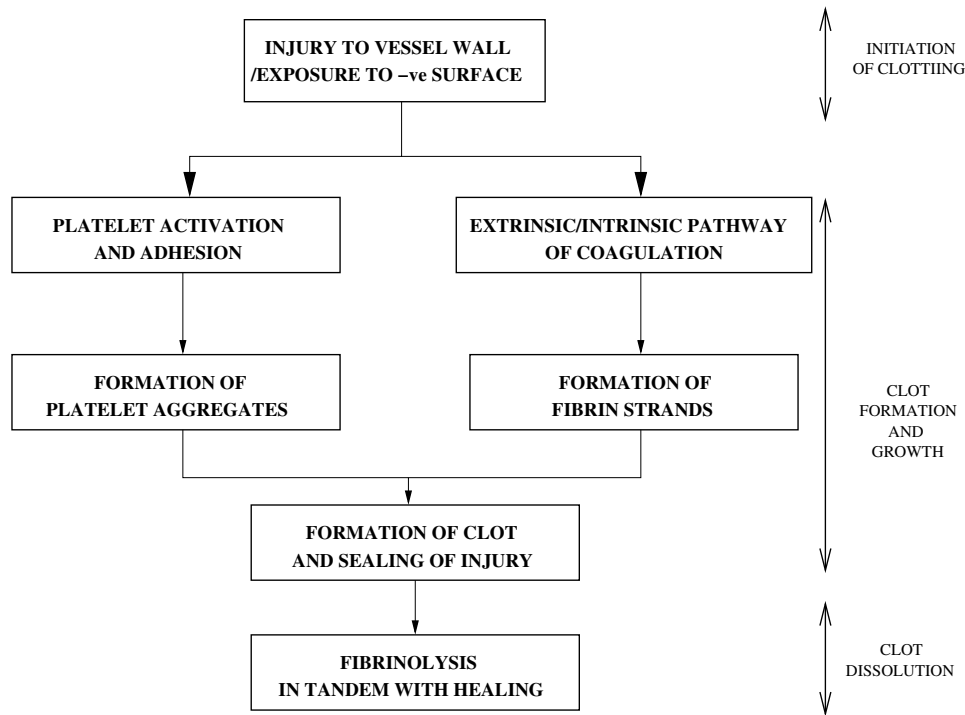 INJURY TO VESSEL WALL
/EXPOSURE TO −ve SURFACE
INITIATION
OF CLOTTIING
PLATELET ACTIVATION
AND ADHESION
EXTRINSIC/INTRINSIC PATHWAY
OF COAGULATION
FORMATION OF
PLATELET AGGREGATES
FORMATION OF
FIBRIN STRANDS
CLOT
FORMATION
AND
GROWTH
FORMATION OF CLOT
AND SEALING OF INJURY
FIBRINOLYSIS
IN TANDEM WITH HEALING
CLOT
DISSOLUTION